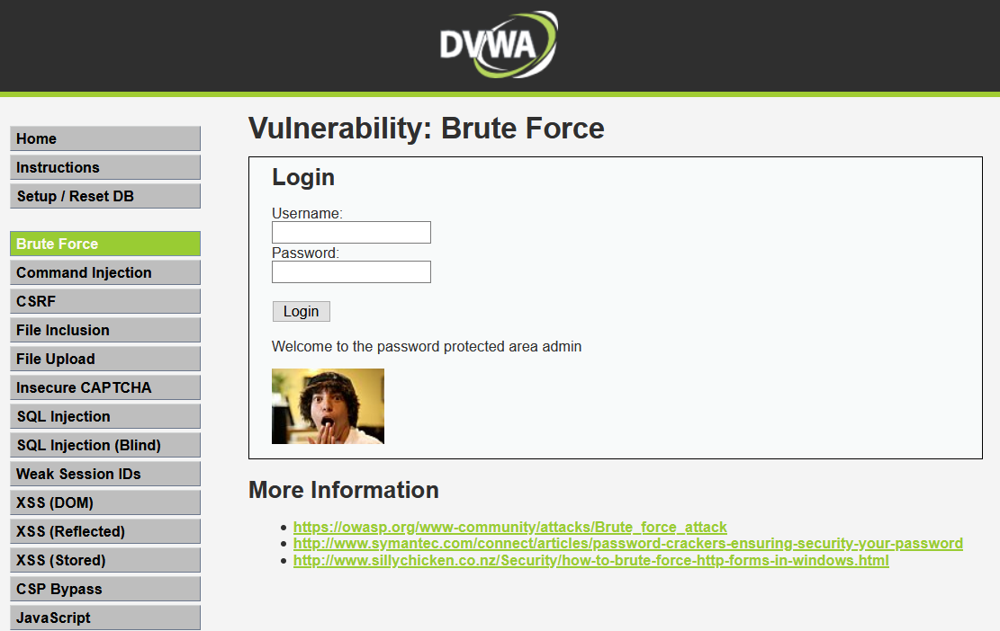 DVWA
Home
Instructions
Setup / Reset DB
Brute Force
Command Injection
CSRF
File Inclusion
File Upload
Insecure CAPTCHA
SQL Injection
SQL Injection (Blind)
Weak Session IDs
XSS (DOM)
XSS (Reflected)
XSS (Stored)
CSP Bypass
JavaScript
Vulnerability: Brute Force
Login
Username:
Password:
Login
Welcome to the password protected area admin
More Information
https://owasp.org/www-community/attacks/Brute_force_attack
http://www.symantec.com/connect/articles/password-crackers-ensuring-security-your-password
http://www.sillychicken.co.nz/Security/how-to-brute-force-http-forms-in-windows.html